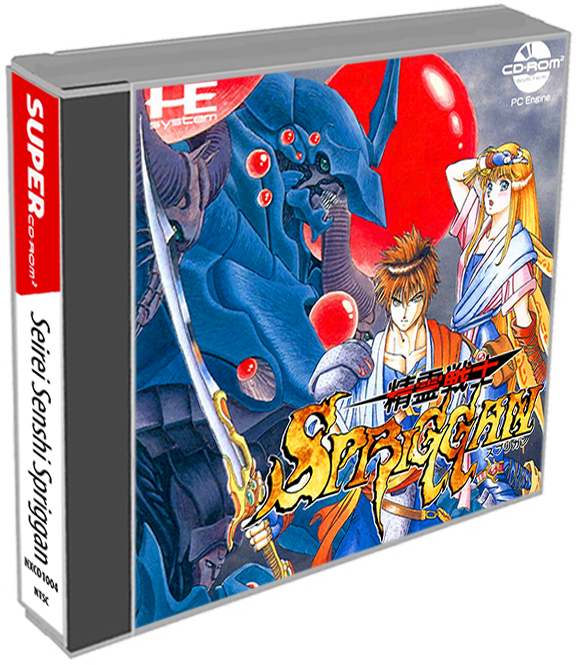 SUPER
CD-ROM²
Seirei Senshi Spriggan
NXCD1004
NTSC
HE
system
CD-ROM²
PC Engine
精霊戦士
SPRIGGAN
スプリガン